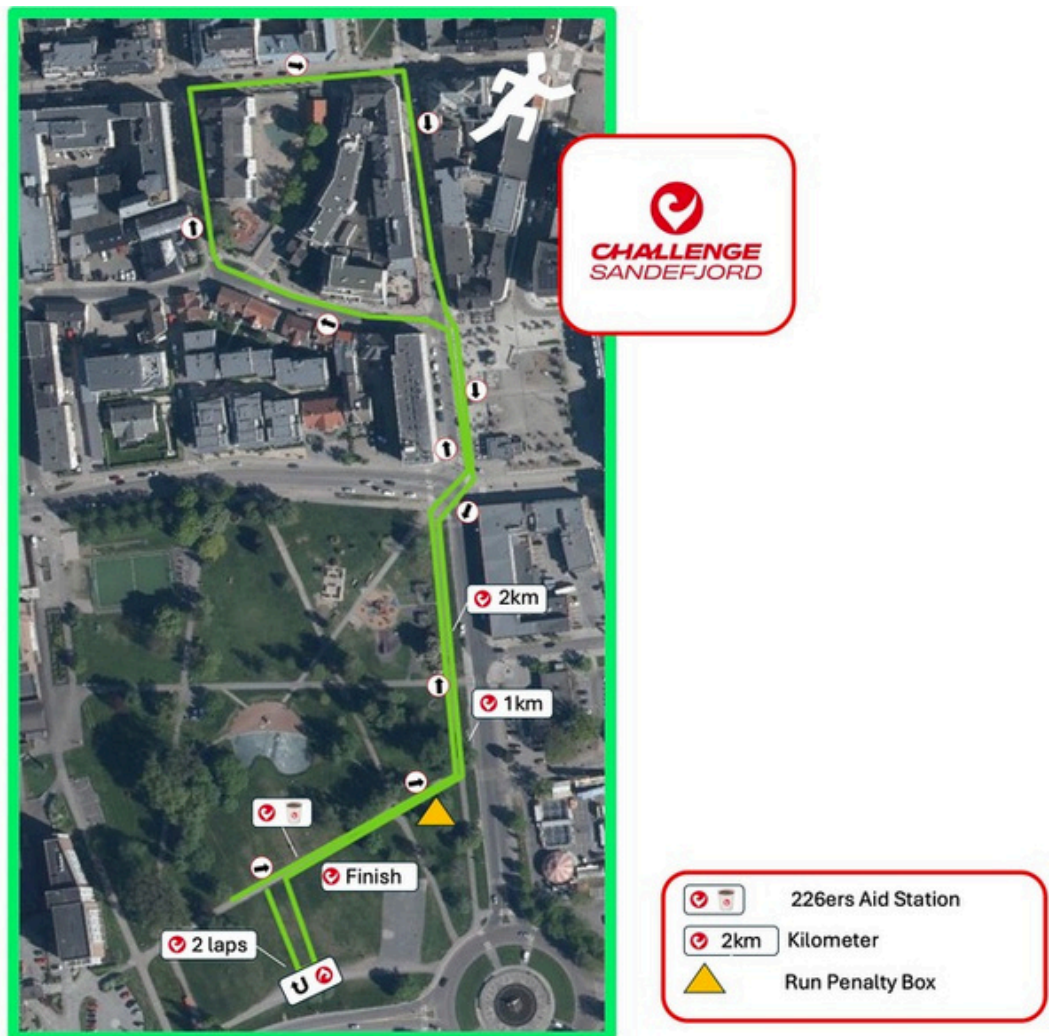 CHALLENGE
SANDEFJORD
2km
1km
Finish
2 laps
226ers Aid Station
2km Kilometer
Run Penalty Box